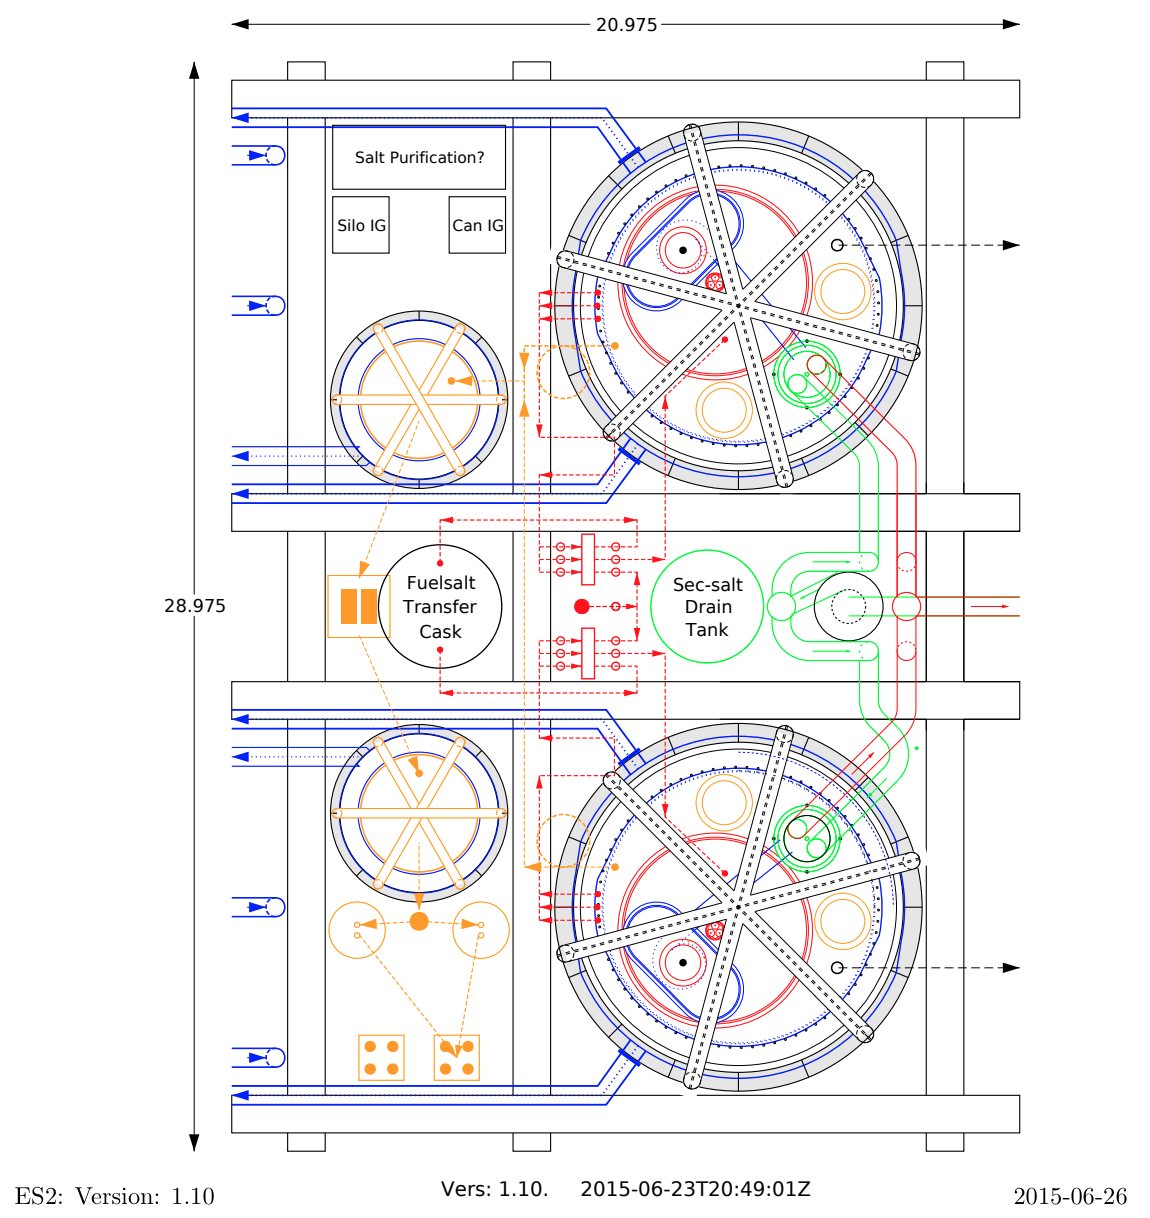 20.975
Salt Purification?
Silo IG
Can IG
28.975
Fuelsalt
Transfer
Cask
Sec-salt
Drain
Tank
Vers: 1.10. 2015-06-23T20:49:01Z
ES2: Version: 1.10
2015-06-26